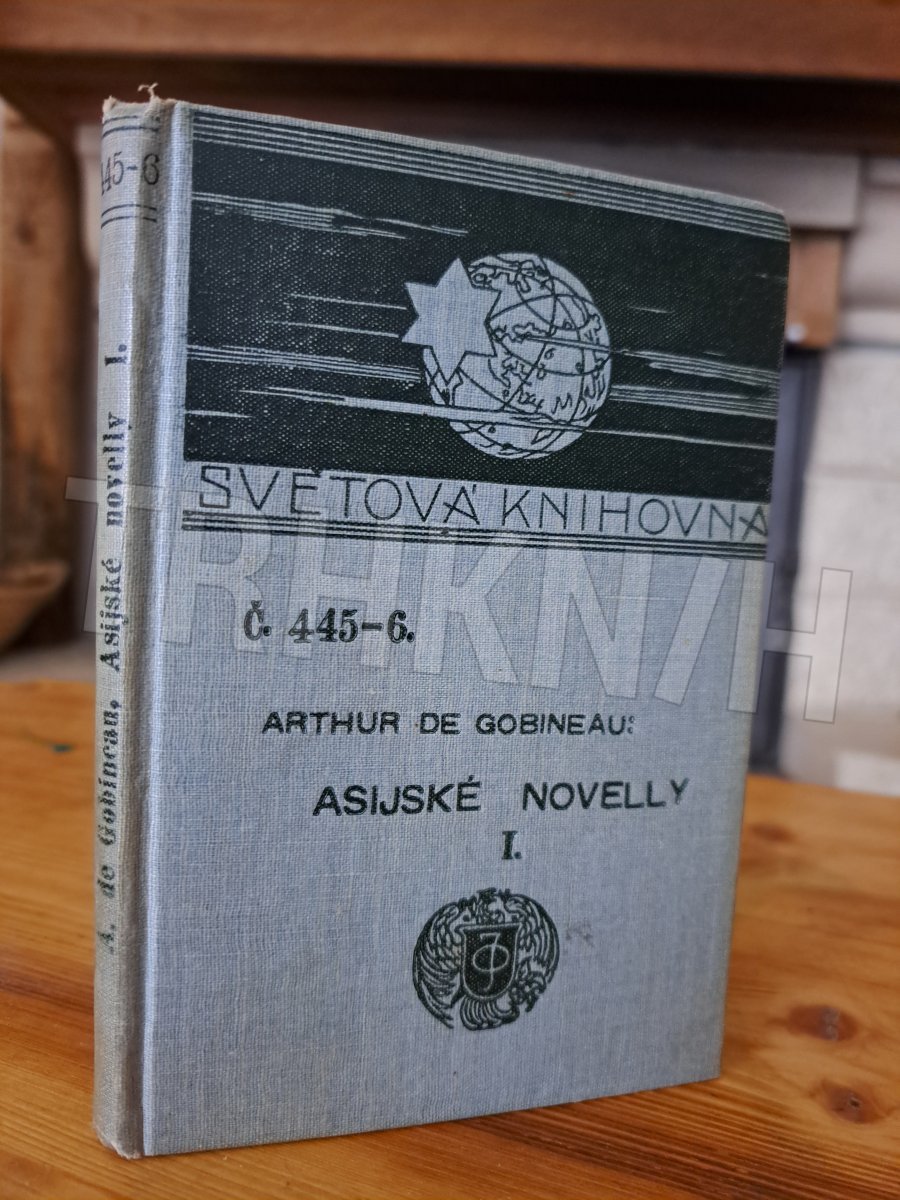 SVĚTOVÁ KNIHOVNA
Č. 445-6.
ARTHUR DE GOBINEAU:
ASIJSKÉ NOVELLY
I.
445-6
A. de Gobineau, Asijské novelly I.
TRHKNIH